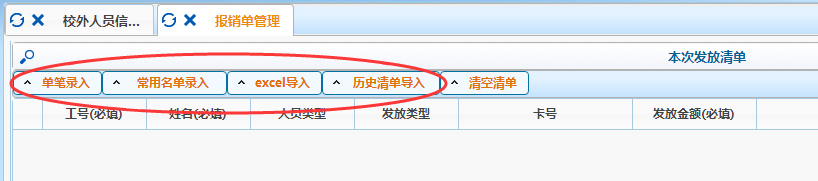 校外人员信... 报销单管理
本次发放清单
单笔录入 常用名单录入 excel导入 历史清单导入 清空清单
工号(必填) 姓名(必填) 人员类型 发放类型 卡号 发放金额(必填)